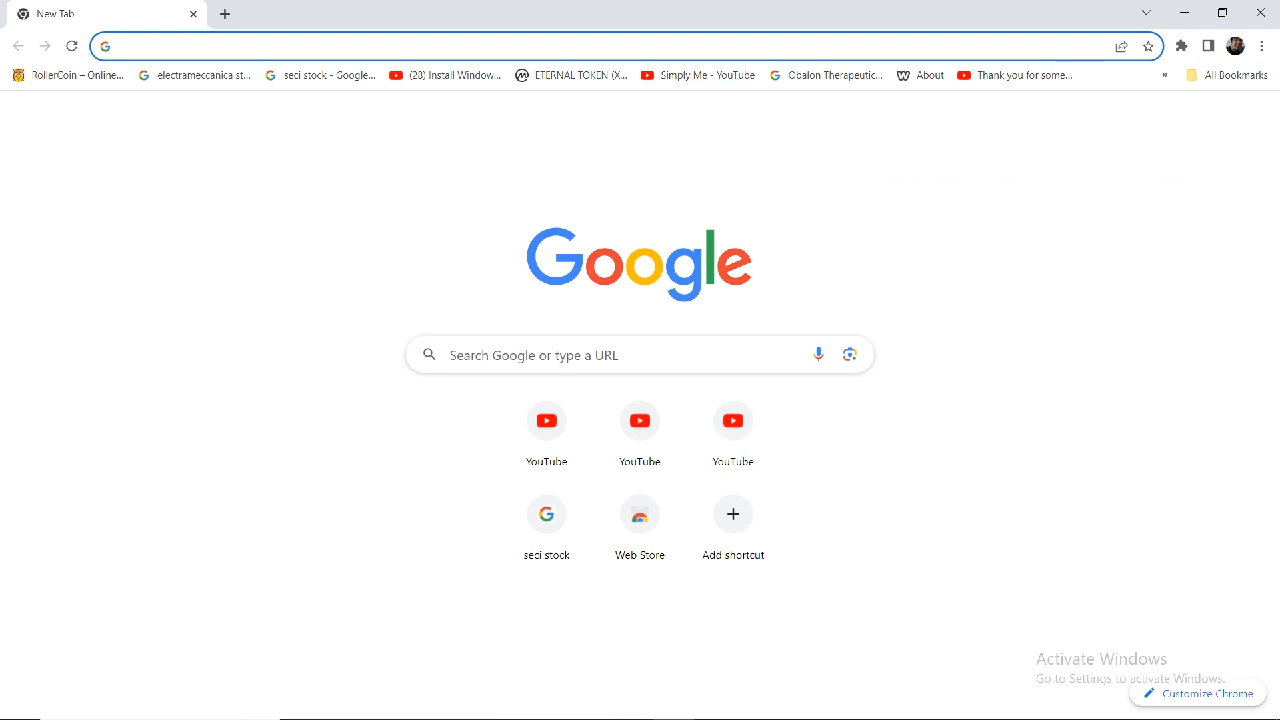 New Tab
RollerCoin – Online...
electrameccanica st...
seci stock - Google...
(28) Install Window...
ETERNAL TOKEN (X...
Simply Me - YouTube
Obalon Therapeutic...
About
Thank you for some...
»
All Bookmarks
Google
Search Google or type a URL
YouTube
YouTube
YouTube
seci stock
Web Store
Add shortcut
Activate Windows
Go to Settings to activate Windows.
Customize Chrome